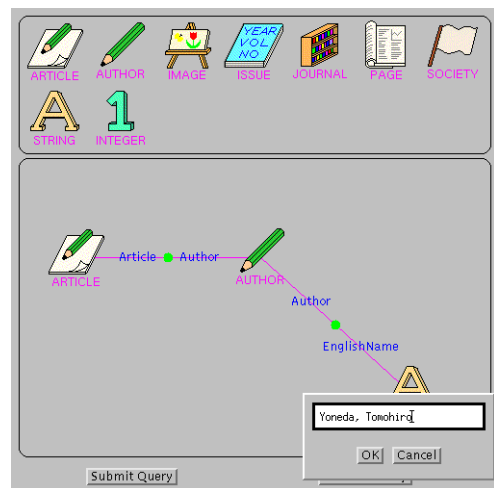 YEAR
VOL
NO
ARTICLE AUTHOR IMAGE ISSUE JOURNAL PAGE SOCIETY
A 1
STRING INTEGER
Article Author
ARTICLE AUTHOR
Author
EnglishName
A
Yoneda, Tomohiro
OK Cancel
Submit Query